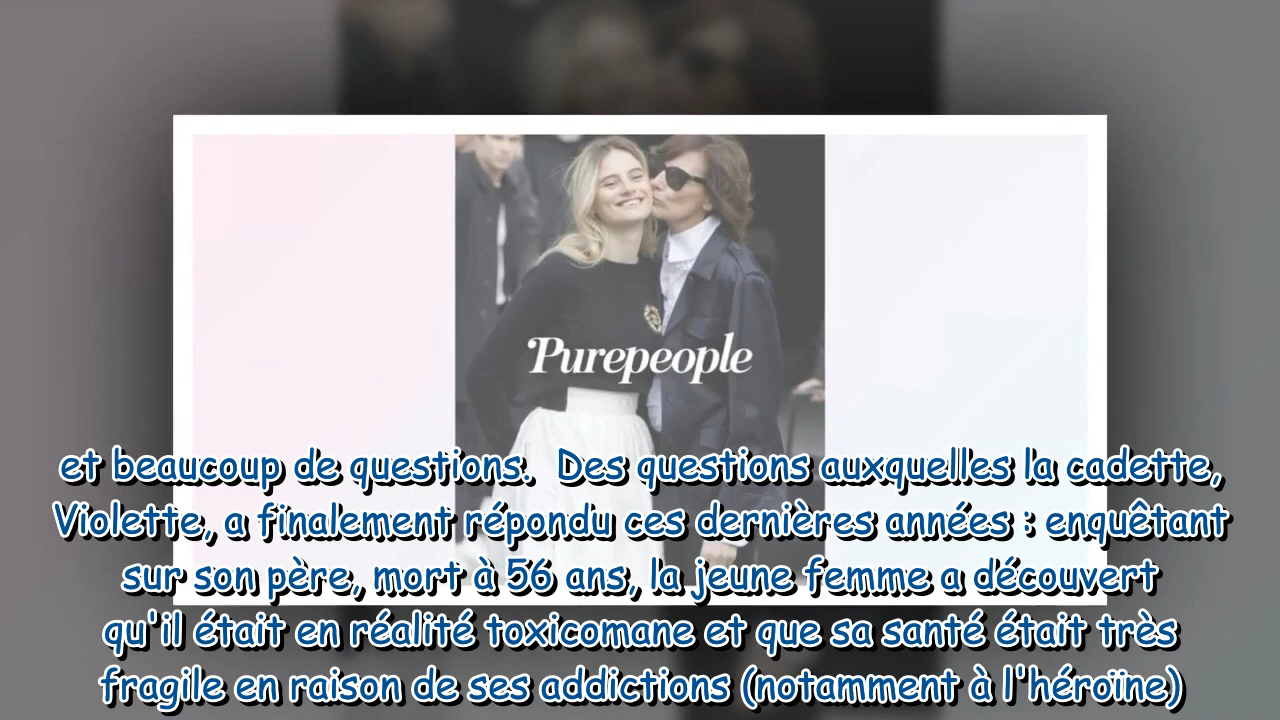 Purepeople
et beaucoup de questions.  Des questions auxquelles la cadette,
Violette, a finalement répondu ces dernières années : enquêtant
sur son père, mort à 56 ans, la jeune femme a découvert
qu'il était en réalité toxicomane et que sa santé était très
fragile en raison de ses addictions (notamment à l'héroïne)